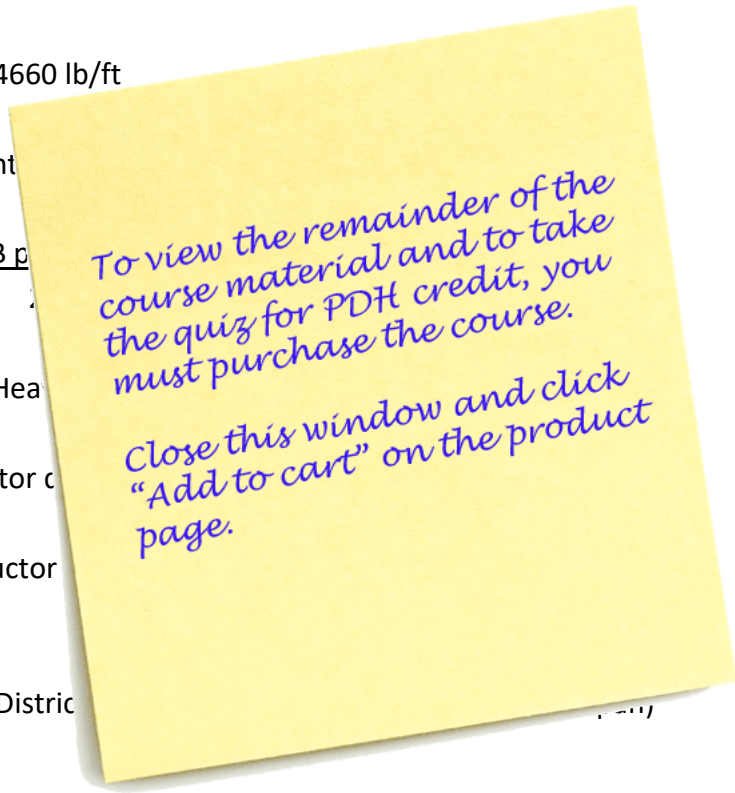 4660 lb/ft
To view the remainder of the
course material and to take
the quiz for PDH credit, you
must purchase the course.
Close this window and click
“Add to cart” on the product
page.